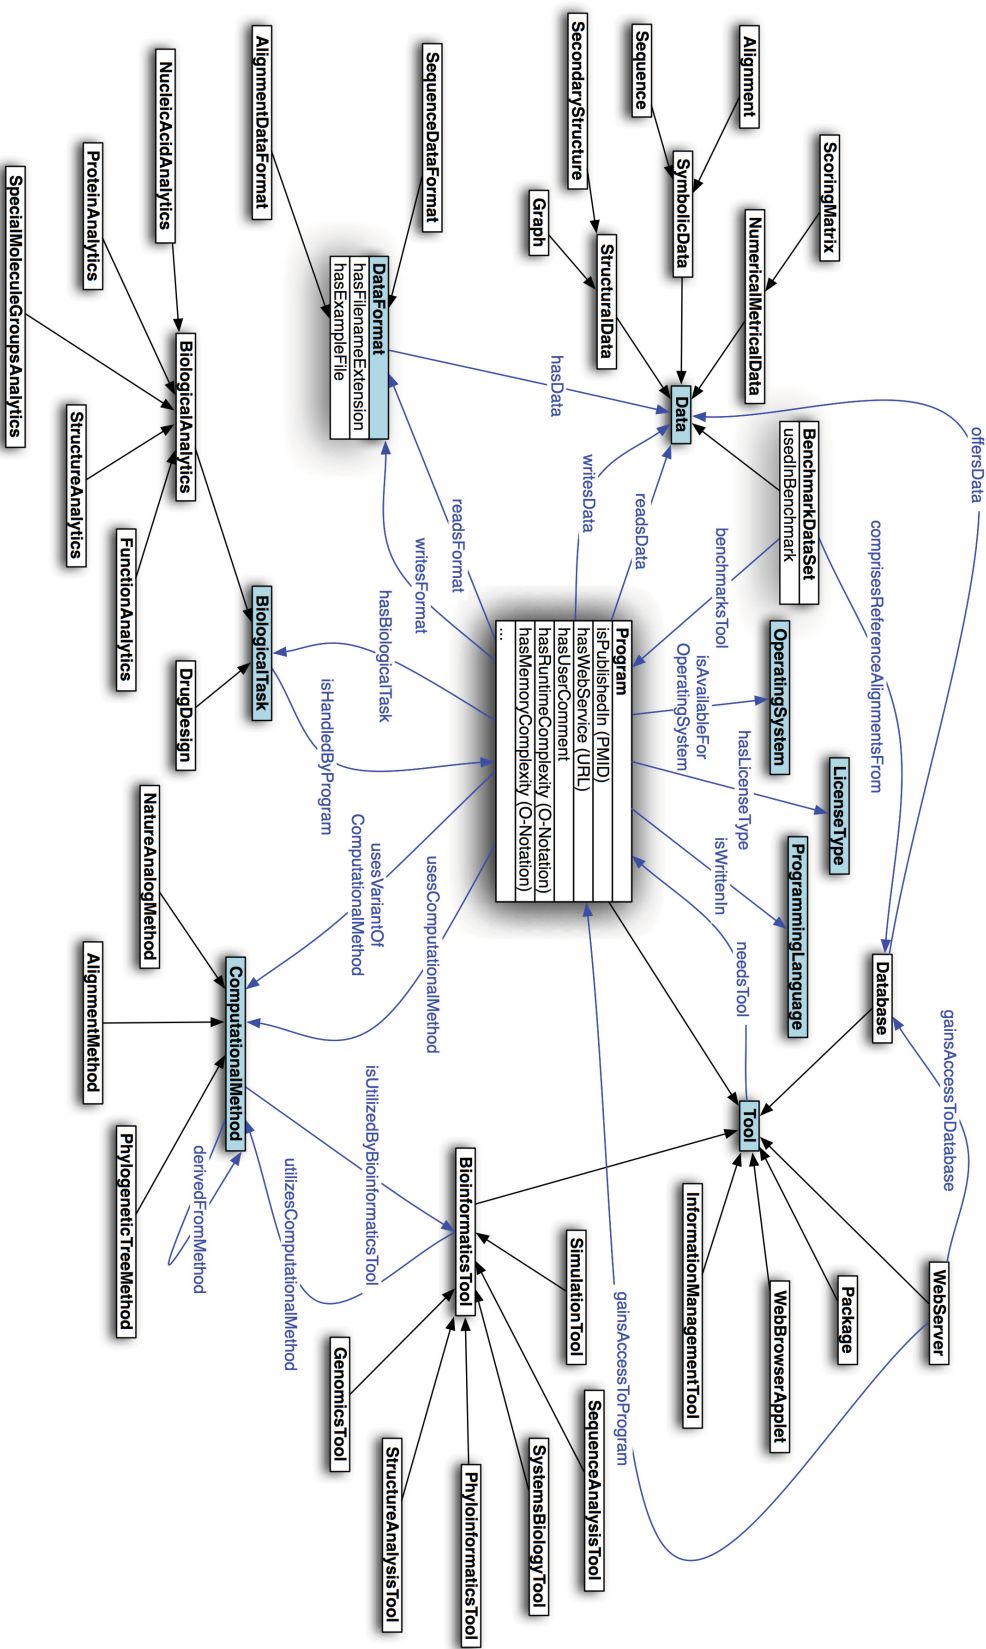 offersData
WebServer
gainsAccessToDatabase
Database
comprisesReferenceAlignmentsFrom
ScoringMatrix
LicenseType
Package
BenchmarkDataSet
usedInBenchmark
OperatingSystem
ProgrammingLanguage
WebBrowserApplet
Alignment
NumericalMetricalData
hasLicenseType
Tool
needsTool
benchmarksTool
isWrittenIn
isAvailableFor
OperatingSystem
InformationManagementTool
Sequence
SymbolicData
Data
readsData
SecondaryStructure
StructuralData
writesData
Graph
hasData
Program
isPublishedIn (PMID)
hasWebService (URL)
hasUserComment
hasRuntimeComplexity (O-Notation)
hasMemoryComplexity (O-Notation)
...
gainsAccessToProgram
SimulationTool
SequenceAnalysisTool
SystemsBiologyTool
SequenceDataFormat
readsFormat
writesFormat
BioinformaticsTool
PhyloinformaticsTool
usesComputationalMethod
DataFormat
hasFilenameExtension
hasExampleFile
hasBiologicalTask
usesVariantOf
ComputationalMethod
isUtilizedByBioinformaticsTool
StructureAnalysisTool
GenomicsTool
isHandledByProgram
utilizesComputationalMethod
AlignmentDataFormat
BiologicalTask
ComputationalMethod
derivedFromMethod
NucleicAcidAnalytics
BiologicalAnalytics
DrugDesign
NatureAnalogMethod
FunctionAnalytics
PhylogeneticTreeMethod
ProteinAnalytics
StructureAnalytics
AlignmentMethod
SpecialMoleculeGroupsAnalytics